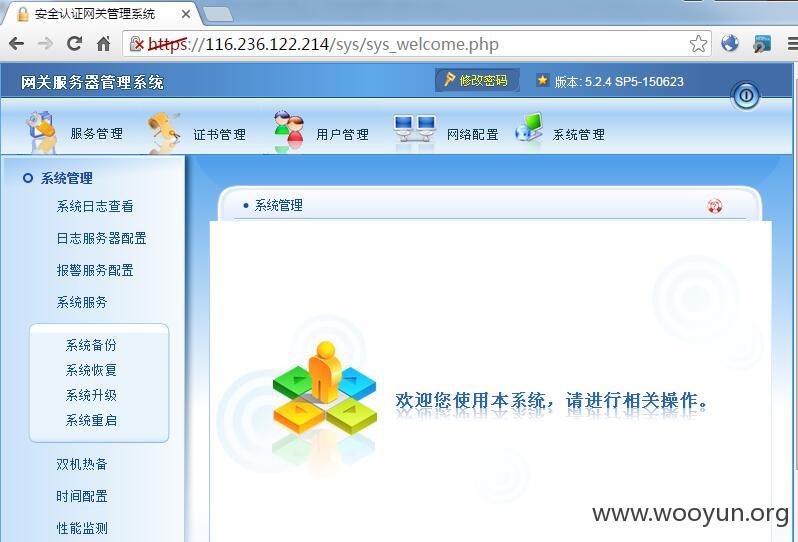 安全认证网关管理系统
https://116.236.122.214/sys/sys_welcome.php
网关服务器管理系统
修改密码
版本: 5.2.4 SP5-150623
服务管理
证书管理
用户管理
网络配置
系统管理
系统管理
系统日志查看
日志服务器配置
报警服务配置
系统服务
系统备份
系统恢复
系统升级
系统重启
双机热备
时间配置
性能监测
系统管理
欢迎您使用本系统，请进行相关操作。
www.wooyun.org